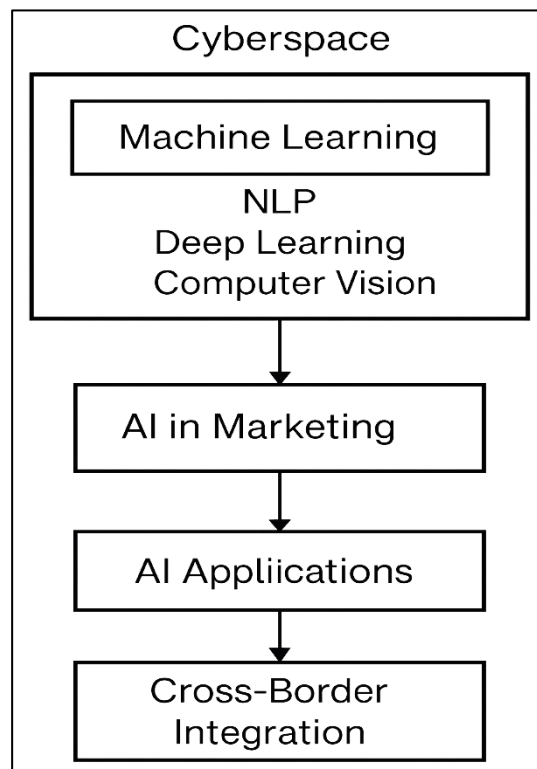 Cyberspace
Machine Learning
NLP
Deep Learning
Computer Vision
AI in Marketing
AI Appliications
Cross-Border
Integration